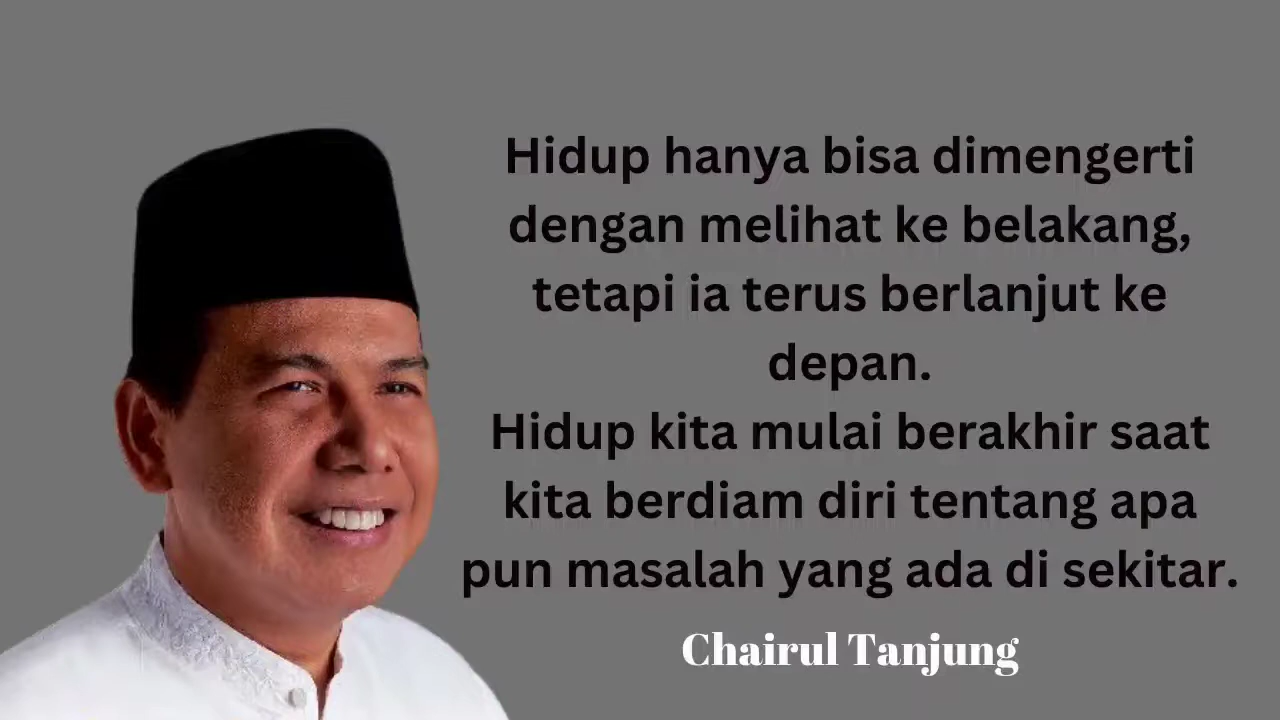 Hidup hanya bisa dimengerti
dengan melihat ke belakang,
tetapi ia terus berlanjut ke
depan.
Hidup kita mulai berakhir saat
kita berdiam diri tentang apa
pun masalah yang ada di sekitar.
Chairul Tanjung